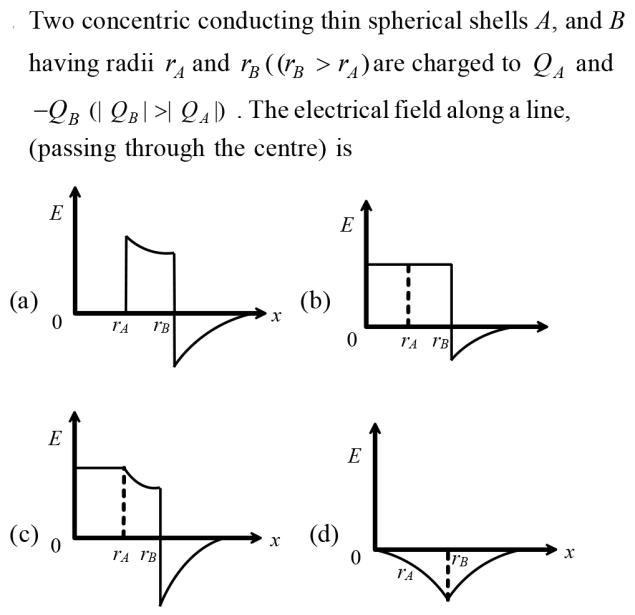 Two concentric conducting thin spherical shells A, and B
having radii r_A and r_B ((r_B > r_A) are charged to Q_A and
−Q_B (| Q_B | >| Q_A |) . The electrical field along a line,
(passing through the centre) is
(a) E 0 r_A r_B x
(b) E 0 r_A r_B
(c) E 0 r_A r_B x
(d) E 0 r_A r_B x